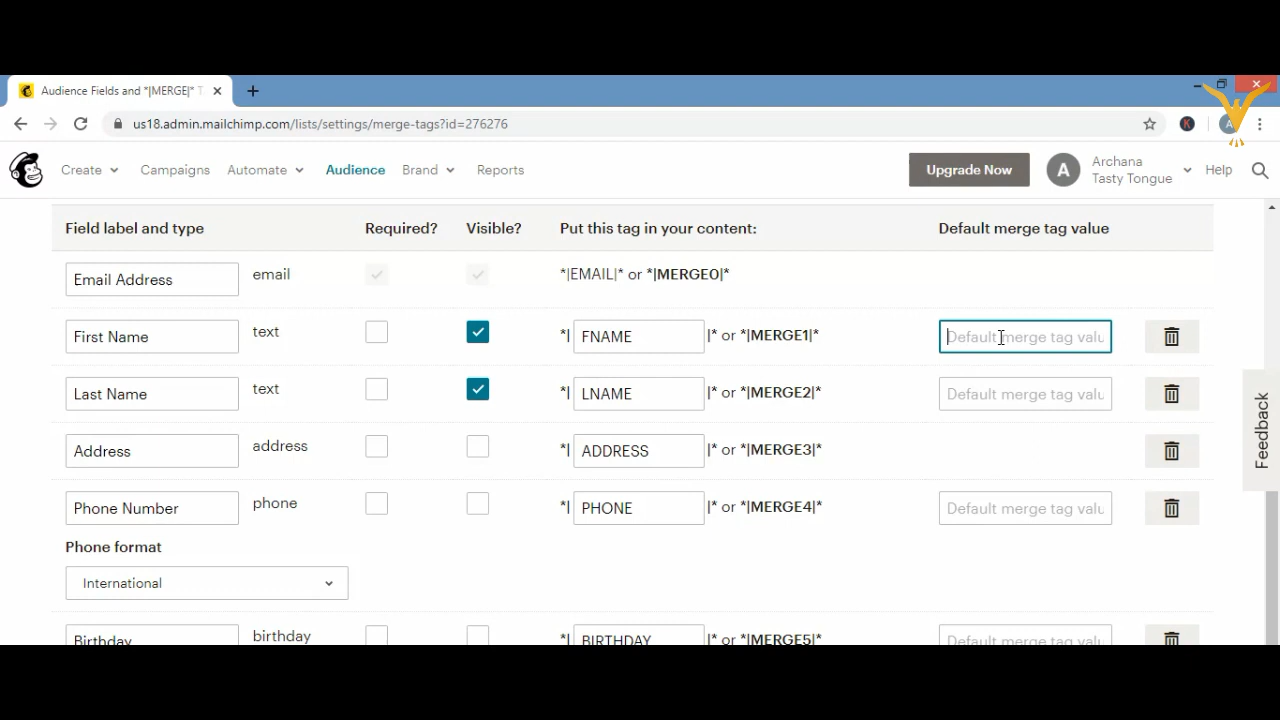 Audience Fields and *|MERGE|* T
us18.admin.mailchimp.com/lists/settings/merge-tags?id=276276
K
A
Create
Campaigns
Automate
Audience
Brand
Reports
Upgrade Now
A
Archana
Tasty Tongue
Help
Field label and type
Required?
Visible?
Put this tag in your content:
Default merge tag value
Email Address
email
*|EMAIL|* or *|MERGE0|*
First Name
text
*| FNAME |* or *|MERGE1|*
Default merge tag valu
Last Name
text
*| LNAME |* or *|MERGE2|*
Default merge tag valu
Address
address
*| ADDRESS |* or *|MERGE3|*
Phone Number
phone
*| PHONE |* or *|MERGE4|*
Default merge tag valu
Phone format
International
Birthday
birthday
*| BIRTHDAY |* or *|MERGE5|*
Default merge tag valu
Feedback